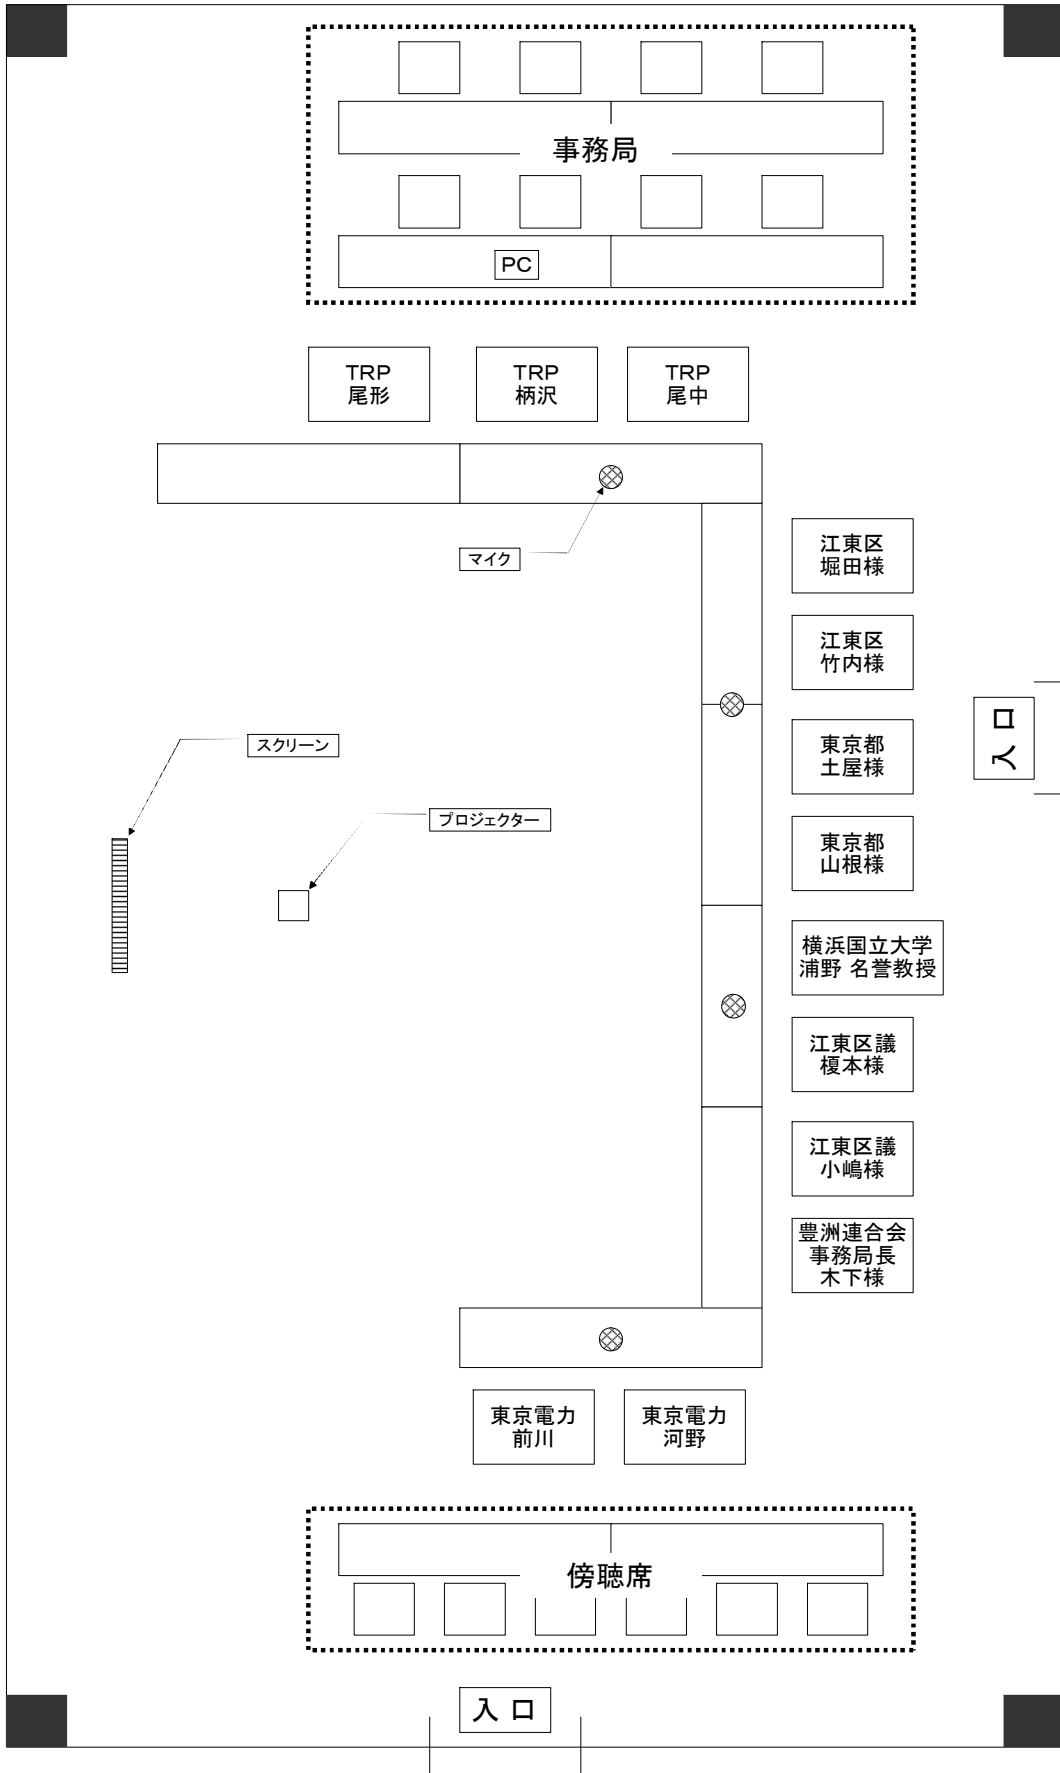 事務局
PC
TRP
尾形
TRP
柄沢
TRP
尾中
マイク
江東区
堀田様
江東区
竹内様
入口
スクリーン
東京都
土屋様
プロジェクター
東京都
山根様
横浜国立大学
浦野 名誉教授
江東区議
榎本様
江東区議
小嶋様
豊洲連合会
事務局長
木下様
東京電力
前川
東京電力
河野
傍聴席
入口